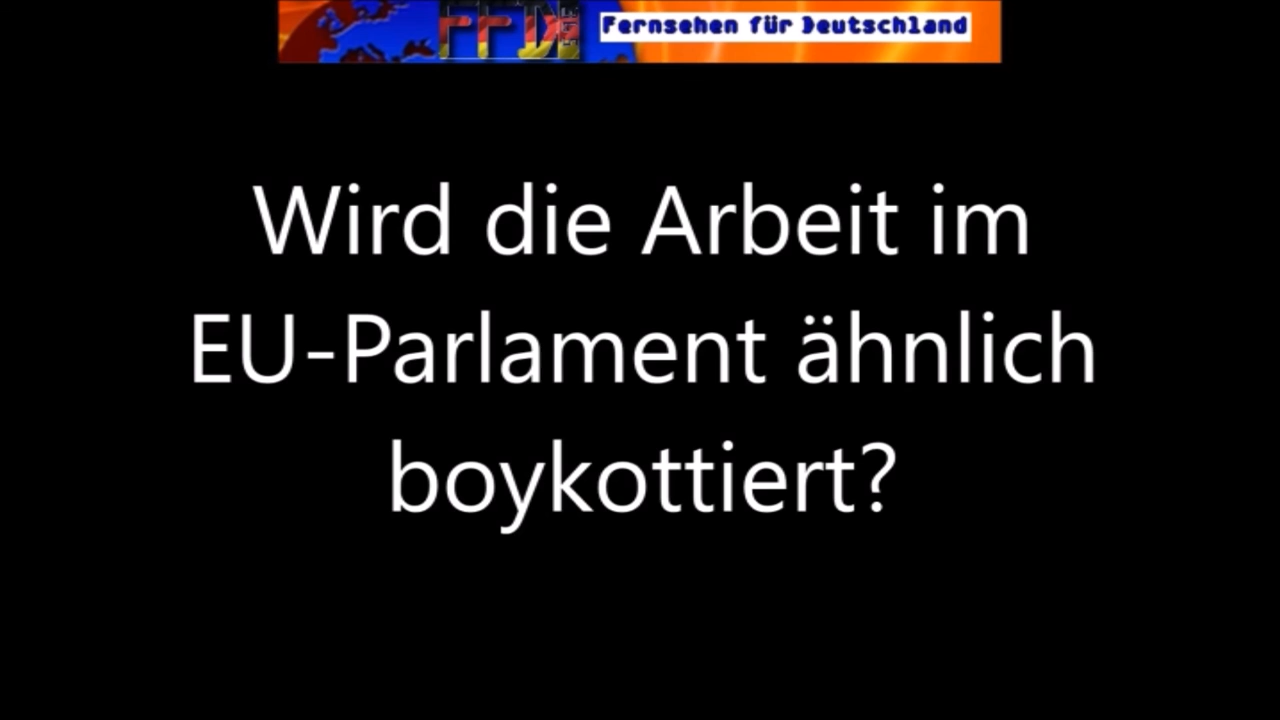 Fernsehen für Deutschland
Wird die Arbeit im
EU-Parlament ähnlich
boykottiert?